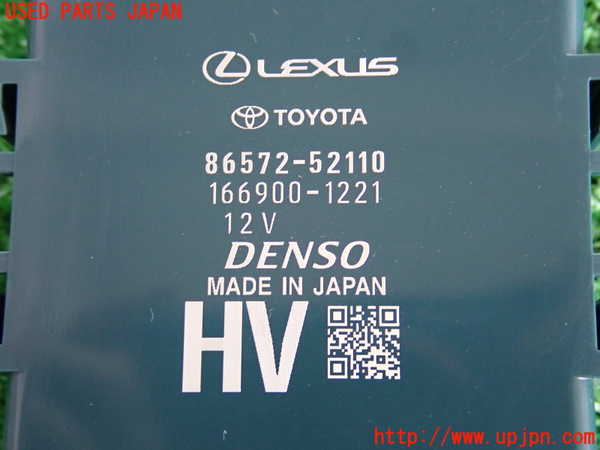 USED PARTS JAPAN
LEXUS
TOYOTA
86572-52110
166900-1221
12V
DENSO
MADE IN JAPAN
HV
http://www.upjpn.com/